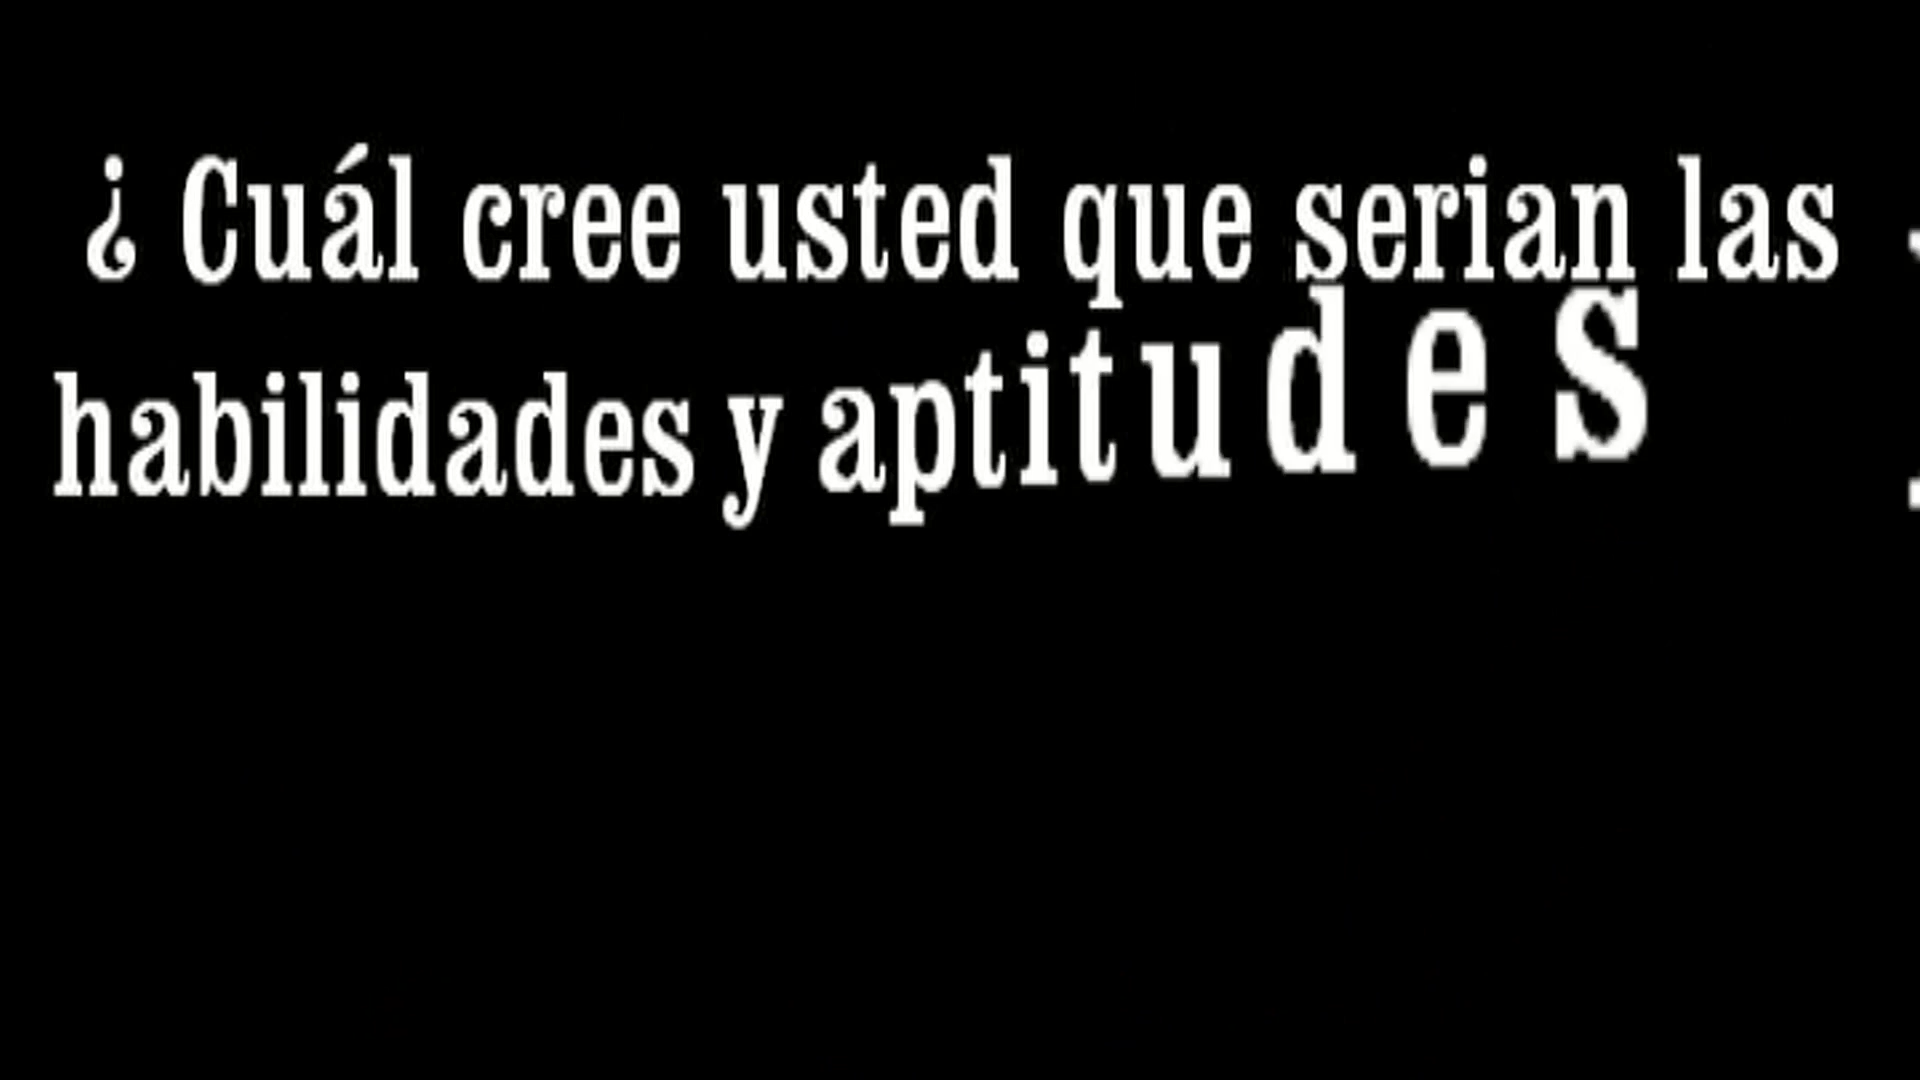 ¿ Cuál cree usted que serian las
habilidades y aptitudes